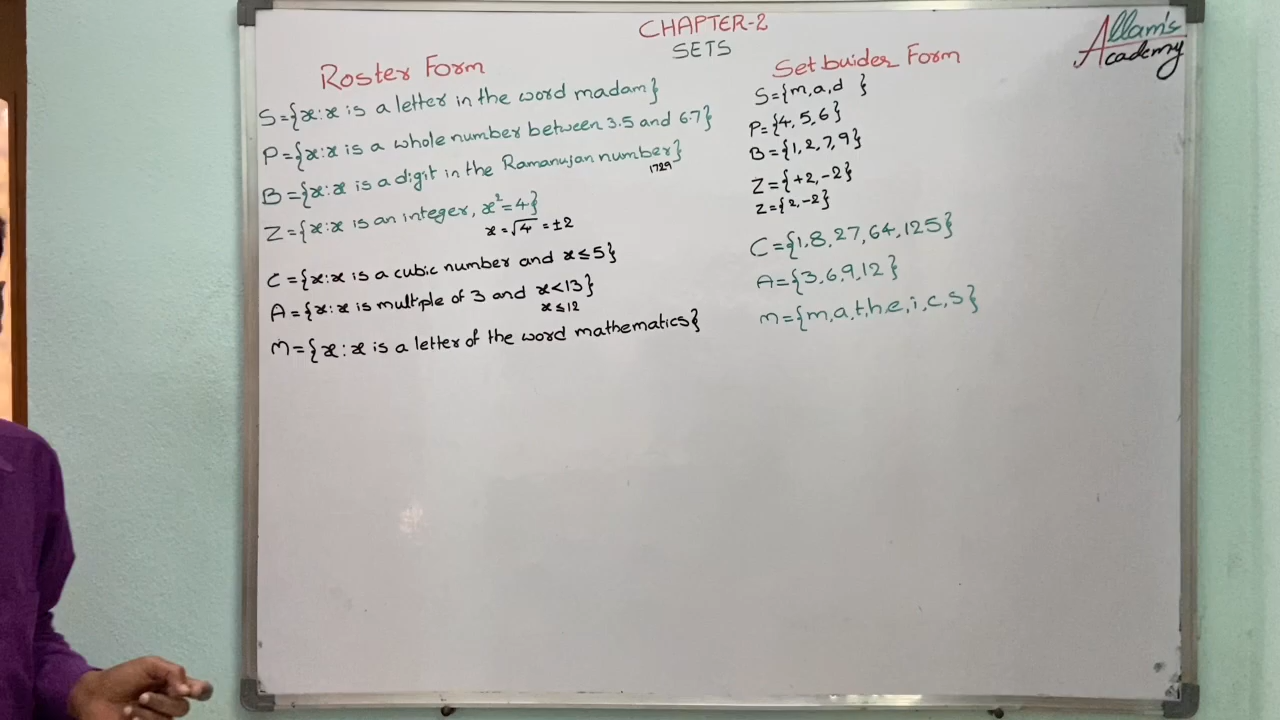 CHAPTER-2
SETS
Allam's
Academy
Roster Form
S={x:x is a letter in the word madam}
P={x:x is a whole number between 3.5 and 6.7}
B={x:x is a digit in the Ramanujan number}
1729
Z={x:x is an integer, x²=4}
x=√4=±2
C={x:x is a cubic number and x≤5}
A={x:x is multiple of 3 and x<13}
x≤12
M={x:x is a letter of the word mathematics}
Set buider Form
S={m,a,d }
P={4,5,6}
B={1,2,7,9}
Z={+2,-2}
Z={2,-2}
C={1,8,27,64,125}
A={3,6,9,12}
M={m,a,t,h,e,i,c,s}